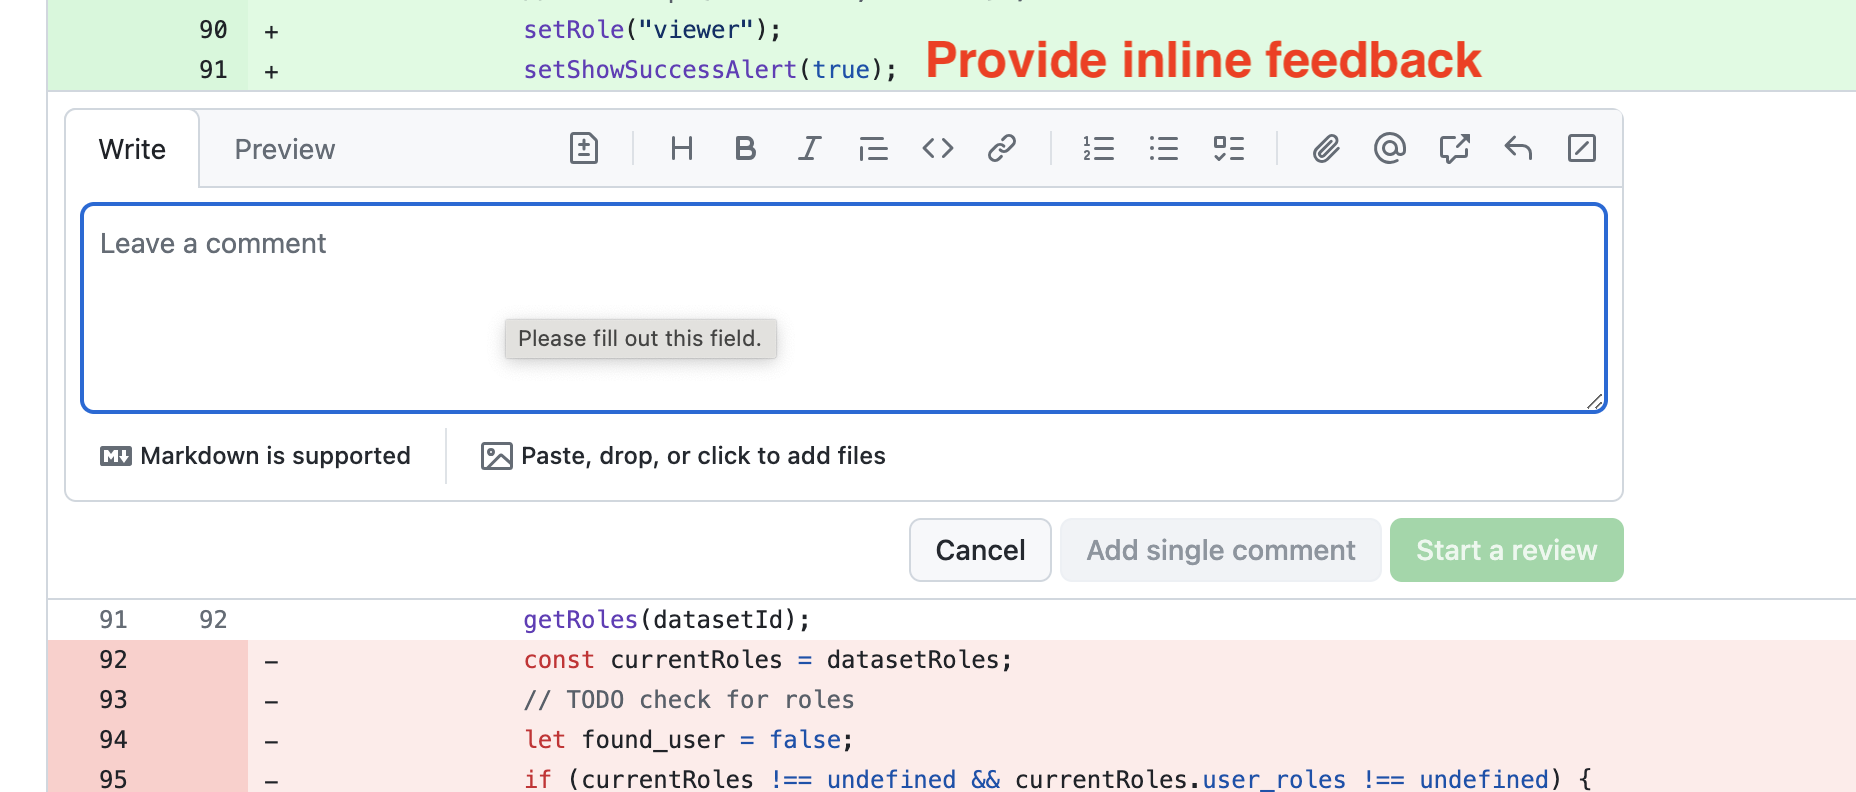 90 + setRole("viewer");
91 + setShowSuccessAlert(true);
Provide inline feedback
Write Preview
Leave a comment
Please fill out this field.
Markdown is supported
Paste, drop, or click to add files
Cancel
Add single comment
Start a review
91 92 getRoles(datasetId);
92 - const currentRoles = datasetRoles;
93 - // TODO check for roles
94 - let found_user = false;
95 - if (currentRoles !== undefined && currentRoles.user_roles !== undefined) {